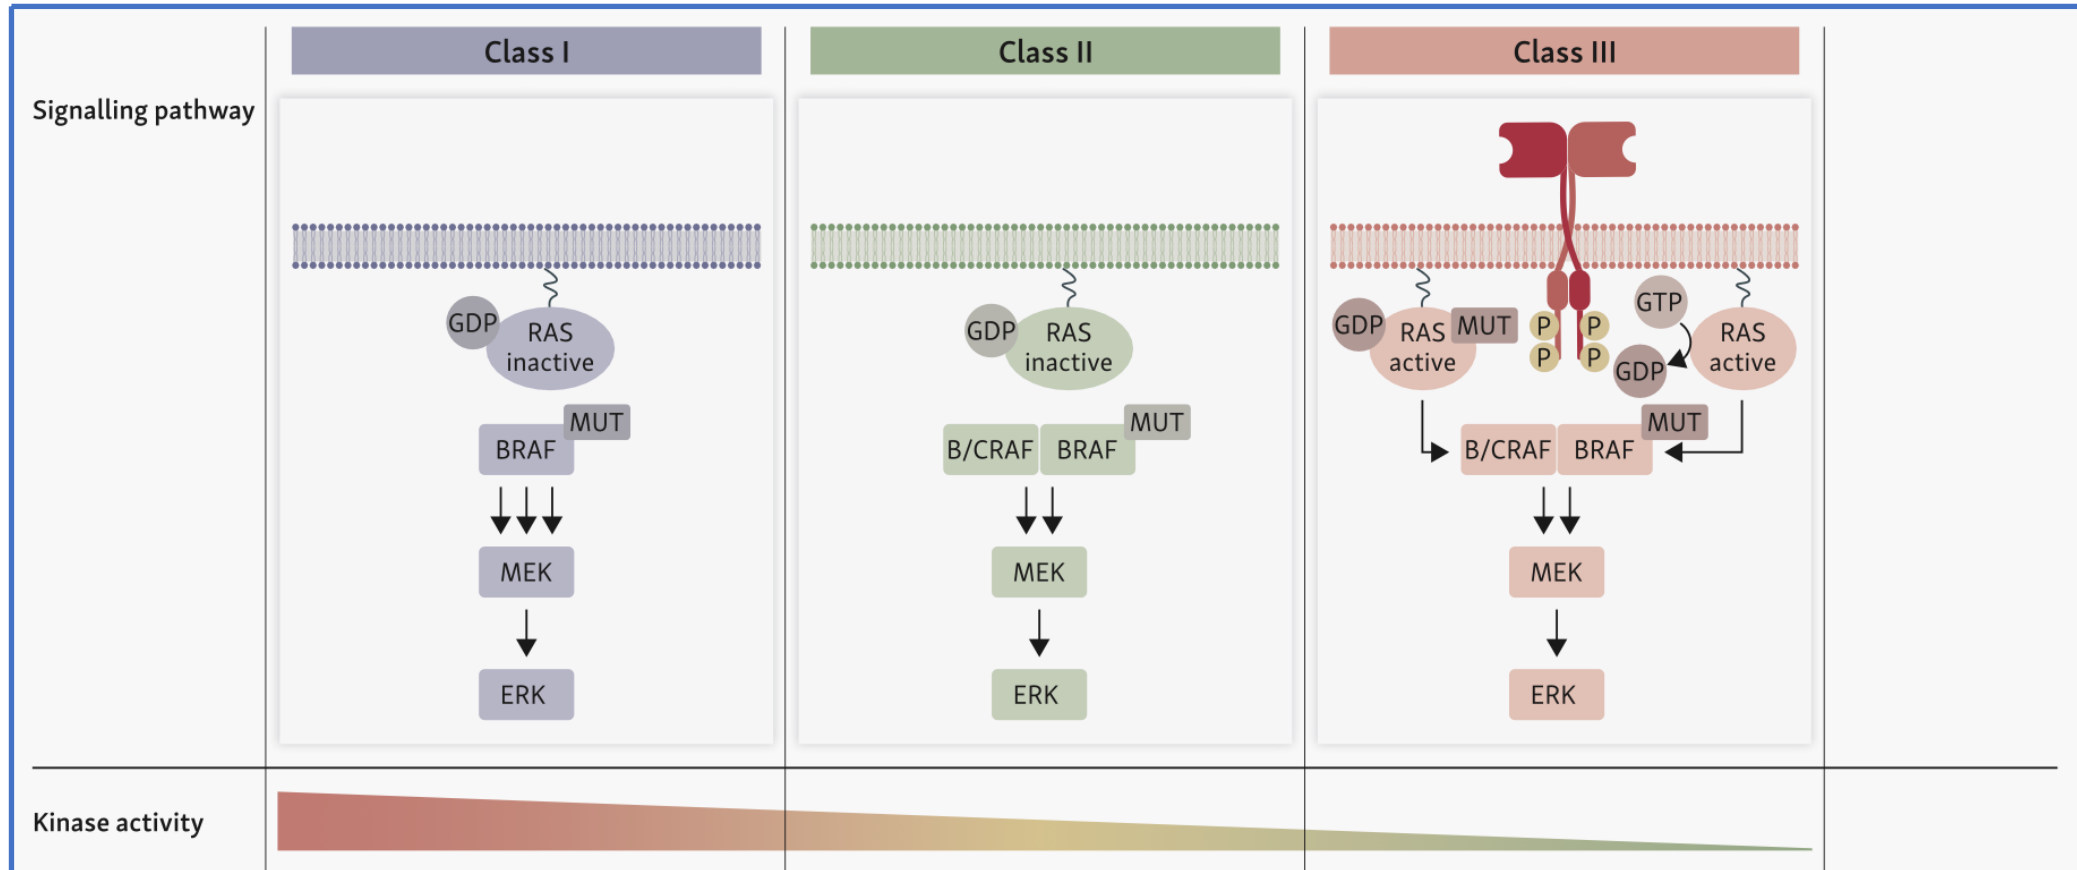 Class I
Class II
Class III
Signalling pathway
GDP
RAS
inactive
MUT
BRAF
MEK
ERK
GDP
RAS
inactive
MUT
B/CRAF
BRAF
MEK
ERK
GDP
RAS
active
MUT
P
P
P
P
GTP
GDP
RAS
active
MUT
B/CRAF
BRAF
MEK
ERK
Kinase activity